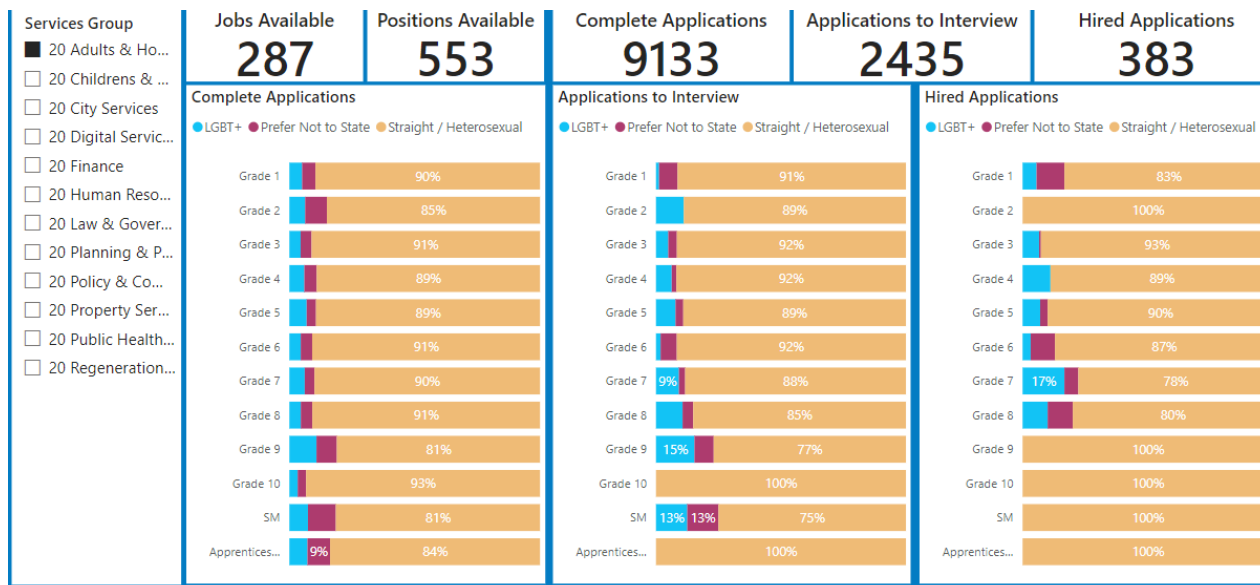 Services Group
20 Adults & Ho...
20 Childrens & ...
20 City Services
20 Digital Servic...
20 Finance
20 Human Reso...
20 Law & Gover...
20 Planning & P...
20 Policy & Co...
20 Property Ser...
20 Public Health...
20 Regeneration...
Jobs Available
287
Positions Available
553
Complete Applications
9133
Applications to Interview
2435
Hired Applications
383
Complete Applications
LGBT+ Prefer Not to State Straight / Heterosexual
Grade 1 90%
Grade 2 85%
Grade 3 91%
Grade 4 89%
Grade 5 89%
Grade 6 91%
Grade 7 90%
Grade 8 91%
Grade 9 81%
Grade 10 93%
SM 81%
Apprentices... 9% 84%
Applications to Interview
LGBT+ Prefer Not to State Straight / Heterosexual
Grade 1 91%
Grade 2 89%
Grade 3 92%
Grade 4 92%
Grade 5 89%
Grade 6 92%
Grade 7 9% 88%
Grade 8 85%
Grade 9 15% 77%
Grade 10 100%
SM 13% 13% 75%
Apprentices... 100%
Hired Applications
LGBT+ Prefer Not to State Straight / Heterosexual
Grade 1 83%
Grade 2 100%
Grade 3 93%
Grade 4 89%
Grade 5 90%
Grade 6 87%
Grade 7 17% 78%
Grade 8 80%
Grade 9 100%
Grade 10 100%
SM 100%
Apprentices... 100%